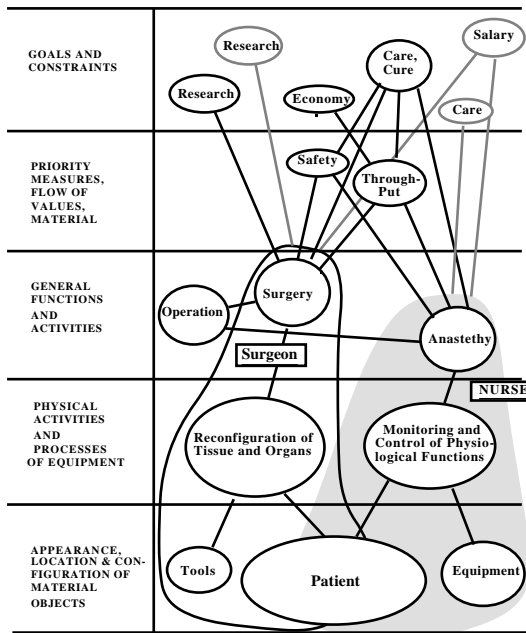 GOALS AND
CONSTRAINTS
Research
Research
Economy
Care,
Cure
Salary
Care
PRIORITY
MEASURES,
FLOW OF
VALUES,
MATERIAL
Safety
Through-
Put
GENERAL
FUNCTIONS
AND
ACTIVITIES
Operation
Surgery
Anastethy
Surgeon
NURSE
PHYSICAL
ACTIVITIES
AND
PROCESSES
OF EQUIPMENT
Reconfiguration of
Tissue and Organs
Monitoring and
Control of Physio-
logical Functions
APPEARANCE,
LOCATION & CON-
FIGURATION OF
MATERIAL
OBJECTS
Tools
Patient
Equipment